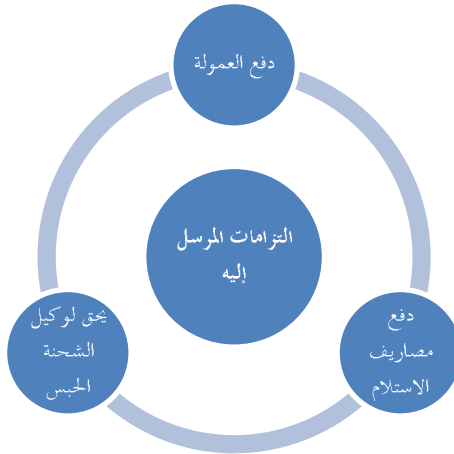 دفع العمولة
التزامات المرسل
إليه
دفع
مصاريف
الاستلام
يحق لوكيل
الشحنة
الحبس